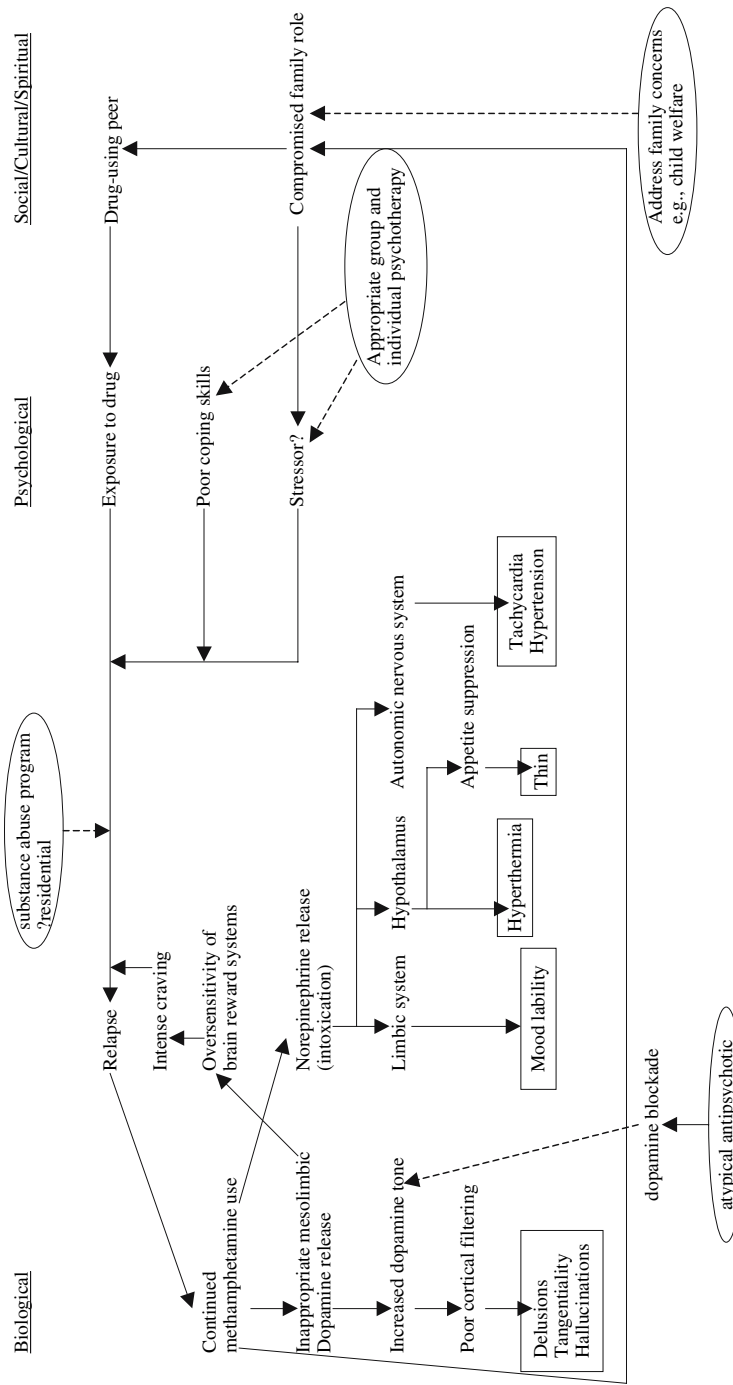 Biological
Psychological
Social/Cultural/Spiritual
substance abuse program
?residential
Relapse
Exposure to drug
Drug-using peer
Intense craving
Continued
methamphetamine use
Oversensitivity of
brain reward systems
Poor coping skills
Inappropriate mesolimbic
Dopamine release
Norepinephrine release
(intoxication)
Stressor?
Compromised family role
Appropriate group and
individual psychotherapy
Increased dopamine tone
Limbic system
Hypothalamus
Autonomic nervous system
Poor cortical filtering
Appetite suppression
Delusions
Tangentiality
Hallucinations
Mood lability
Hyperthermia
Thin
Tachycardia
Hypertension
dopamine blockade
atypical antipsychotic
Address family concerns
e.g., child welfare